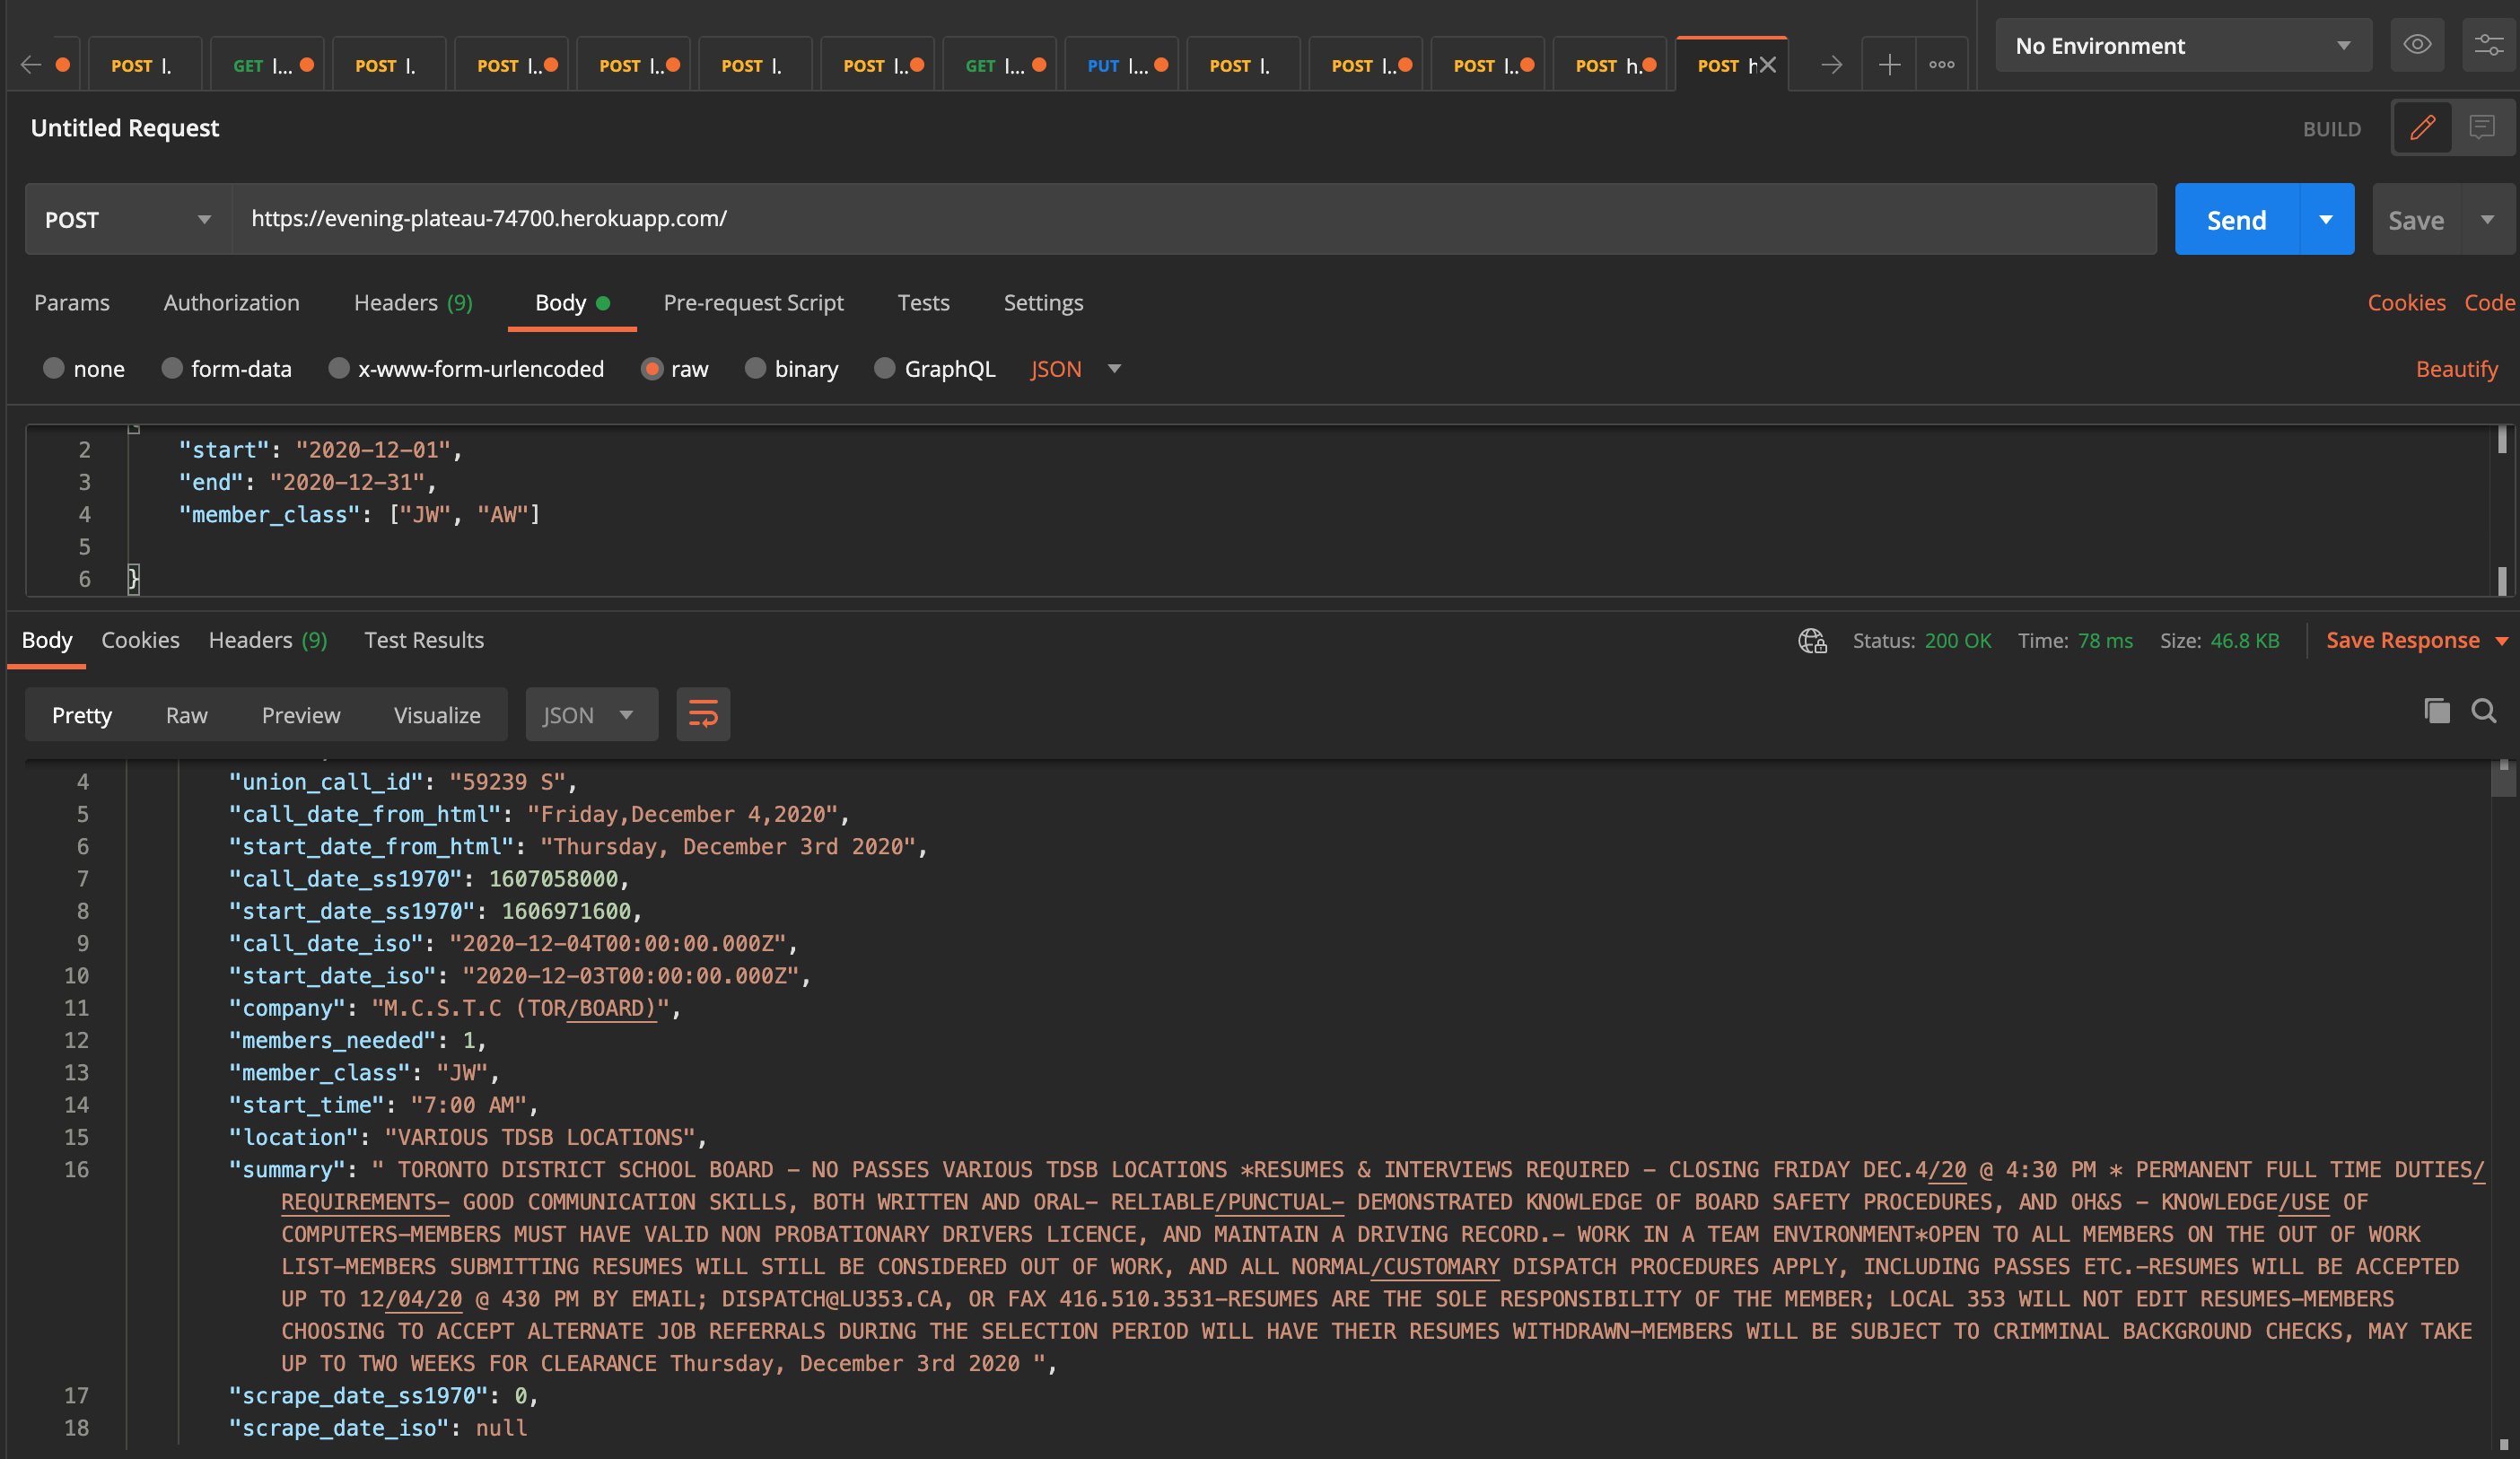 POST l.
GET l...
POST l.
POST l..
POST l..
POST l.
POST l..
GET l...
PUT l...
POST l.
POST l..
POST l..
POST h.
POST h
No Environment
Untitled Request
BUILD
POST
https://evening-plateau-74700.herokuapp.com/
Send
Save
Params Authorization Headers (9) Body Pre-request Script Tests Settings
Cookies Code
none form-data x-www-form-urlencoded raw binary GraphQL JSON
Beautify
2 "start": "2020-12-01",
3 "end": "2020-12-31",
4 "member_class": ["JW", "AW"]
5
6 }
Body Cookies Headers (9) Test Results
Status: 200 OK Time: 78 ms Size: 46.8 KB Save Response
Pretty Raw Preview Visualize JSON
4 "union_call_id": "59239 S",
5 "call_date_from_html": "Friday,December 4,2020",
6 "start_date_from_html": "Thursday, December 3rd 2020",
7 "call_date_ss1970": 1607058000,
8 "start_date_ss1970": 1606971600,
9 "call_date_iso": "2020-12-04T00:00:00.000Z",
10 "start_date_iso": "2020-12-03T00:00:00.000Z",
11 "company": "M.C.S.T.C (TOR/BOARD)",
12 "members_needed": 1,
13 "member_class": "JW",
14 "start_time": "7:00 AM",
15 "location": "VARIOUS TDSB LOCATIONS",
16 "summary": " TORONTO DISTRICT SCHOOL BOARD - NO PASSES VARIOUS TDSB LOCATIONS *RESUMES & INTERVIEWS REQUIRED - CLOSING FRIDAY DEC.4/20 @ 4:30 PM * PERMANENT FULL TIME DUTIES/
REQUIREMENTS- GOOD COMMUNICATION SKILLS, BOTH WRITTEN AND ORAL- RELIABLE/PUNCTUAL- DEMONSTRATED KNOWLEDGE OF BOARD SAFETY PROCEDURES, AND OH&S - KNOWLEDGE/USE OF
COMPUTERS-MEMBERS MUST HAVE VALID NON PROBATIONARY DRIVERS LICENCE, AND MAINTAIN A DRIVING RECORD.- WORK IN A TEAM ENVIRONMENT*OPEN TO ALL MEMBERS ON THE OUT OF WORK
LIST-MEMBERS SUBMITTING RESUMES WILL STILL BE CONSIDERED OUT OF WORK, AND ALL NORMAL/CUSTOMARY DISPATCH PROCEDURES APPLY, INCLUDING PASSES ETC.-RESUMES WILL BE ACCEPTED
UP TO 12/04/20 @ 430 PM BY EMAIL; DISPATCH@LU353.CA, OR FAX 416.510.3531-RESUMES ARE THE SOLE RESPONSIBILITY OF THE MEMBER; LOCAL 353 WILL NOT EDIT RESUMES-MEMBERS
CHOOSING TO ACCEPT ALTERNATE JOB REFERRALS DURING THE SELECTION PERIOD WILL HAVE THEIR RESUMES WITHDRAWN-MEMBERS WILL BE SUBJECT TO CRIMMINAL BACKGROUND CHECKS, MAY TAKE
UP TO TWO WEEKS FOR CLEARANCE Thursday, December 3rd 2020 ",
17 "scrape_date_ss1970": 0,
18 "scrape_date_iso": null